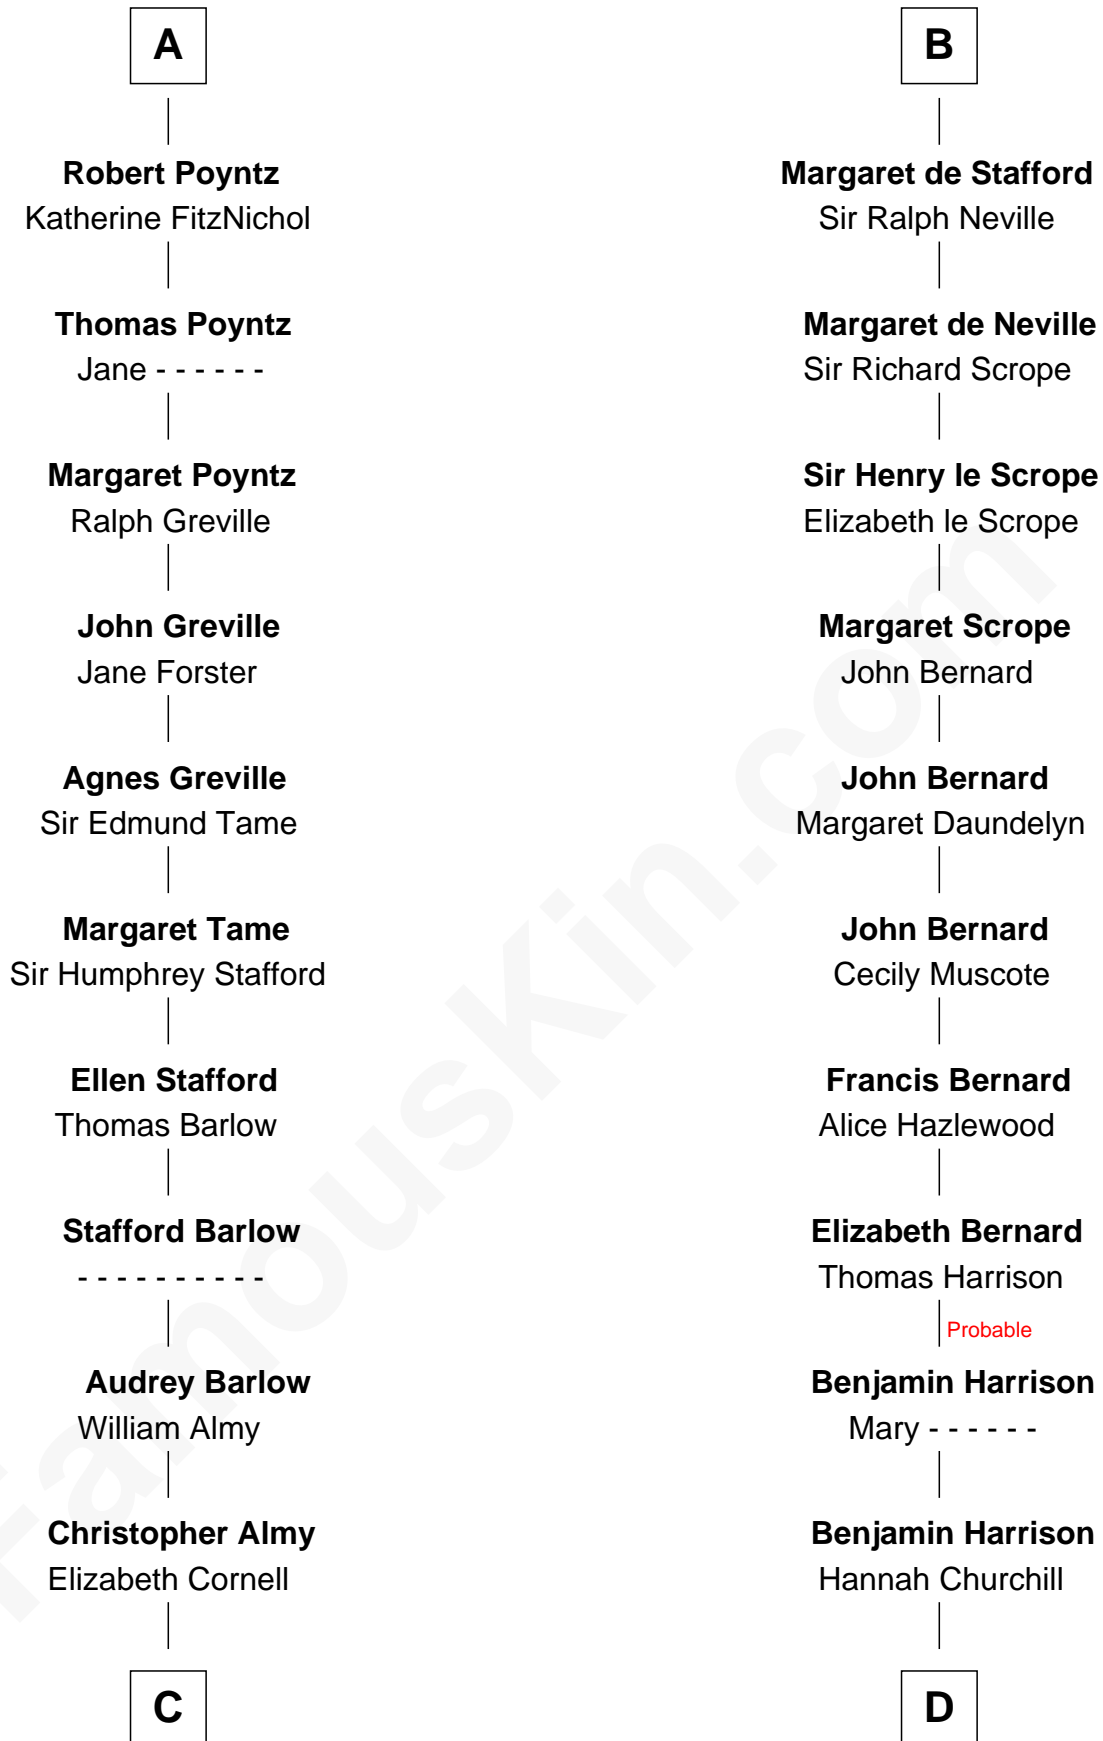 A
Robert Poyntz
Katherine FitzNichol
Thomas Poyntz
Jane - - - - - -
Margaret Poyntz
Ralph Greville
John Greville
Jane Forster
Agnes Greville
Sir Edmund Tame
Margaret Tame
Sir Humphrey Stafford
Ellen Stafford
Thomas Barlow
Stafford Barlow
- - - - - - - - - -
Audrey Barlow
William Almy
Christopher Almy
Elizabeth Cornell
C
B
Margaret de Stafford
Sir Ralph Neville
Margaret de Neville
Sir Richard Scrope
Sir Henry le Scrope
Elizabeth le Scrope
Margaret Scrope
John Bernard
John Bernard
Margaret Daundelyn
John Bernard
Cecily Muscote
Francis Bernard
Alice Hazlewood
Elizabeth Bernard
Thomas Harrison
Probable
Benjamin Harrison
Mary - - - - - -
Benjamin Harrison
Hannah Churchill
D
FamousKin.com